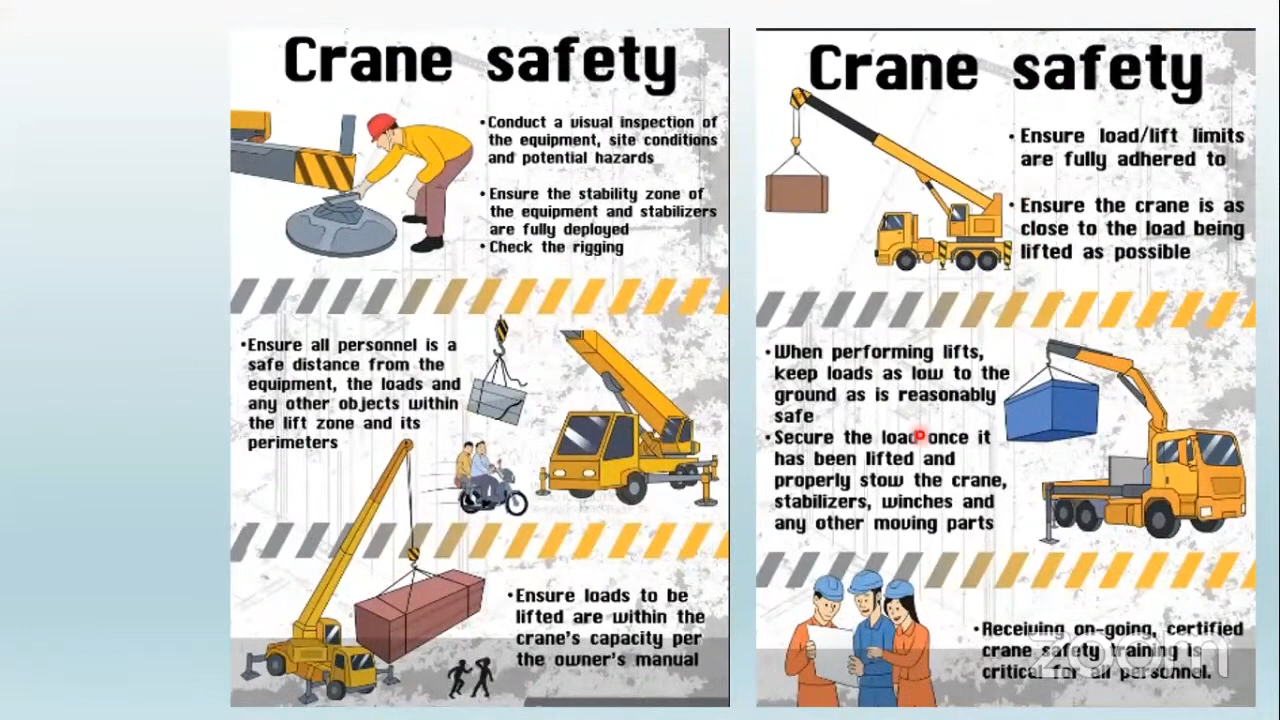 Crane safety
•Conduct a visual inspection of
the equipment, site conditions
and potential hazards
•Ensure the stability zone of
the equipment and stabilizers
are fully deployed
•Check the rigging
•Ensure all personnel is a
safe distance from the
equipment, the loads and
any other objects within
the lift zone and its
perimeters
•Ensure loads to be
lifted are within the
crane's capacity per
the owner's manual
Crane safety
•Ensure load/lift limits
are fully adhered to
•Ensure the crane is as
close to the load being
lifted as possible
•When performing lifts,
keep loads as low to the
ground as is reasonably
safe
•Secure the load once it
has been lifted and
properly stow the crane,
stabilizers, winches and
any other moving parts
•Receiving on-going, certified
crane safety training is
critical for all personnel.
zoom